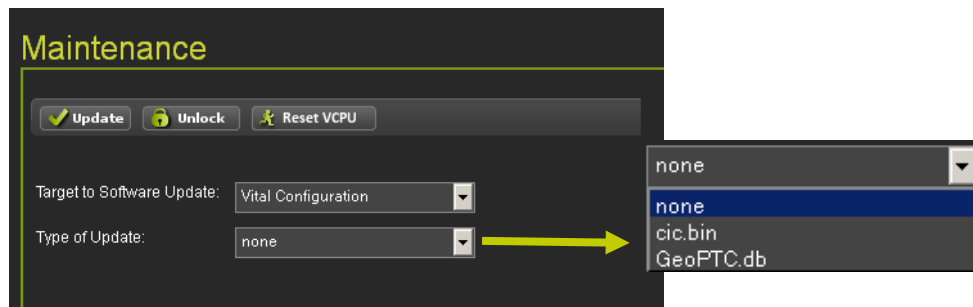 Maintenance
Update Unlock Reset VCPU
Target to Software Update: Vital Configuration
Type of Update: none
none
none
cic.bin
GeoPTC.db